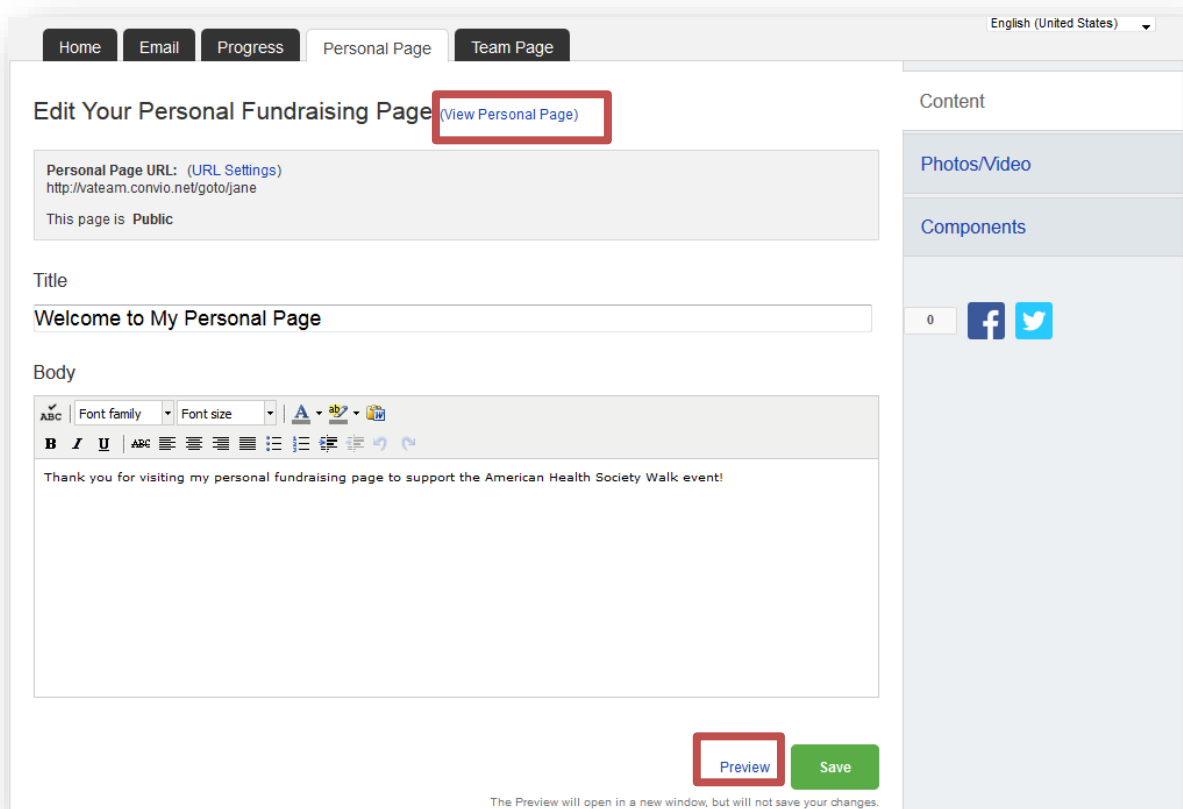 English (United States)
Home Email Progress Personal Page Team Page
Edit Your Personal Fundraising Page (View Personal Page)
Content
Personal Page URL: (URL Settings)
http://vateam.convio.net/goto/jane
This page is Public
Photos/Video
Components
Title
Welcome to My Personal Page
0
Body
ABC Font family Font size A ab W
B I U ABC
Thank you for visiting my personal fundraising page to support the American Health Society Walk event!
Preview Save
The Preview will open in a new window, but will not save your changes.